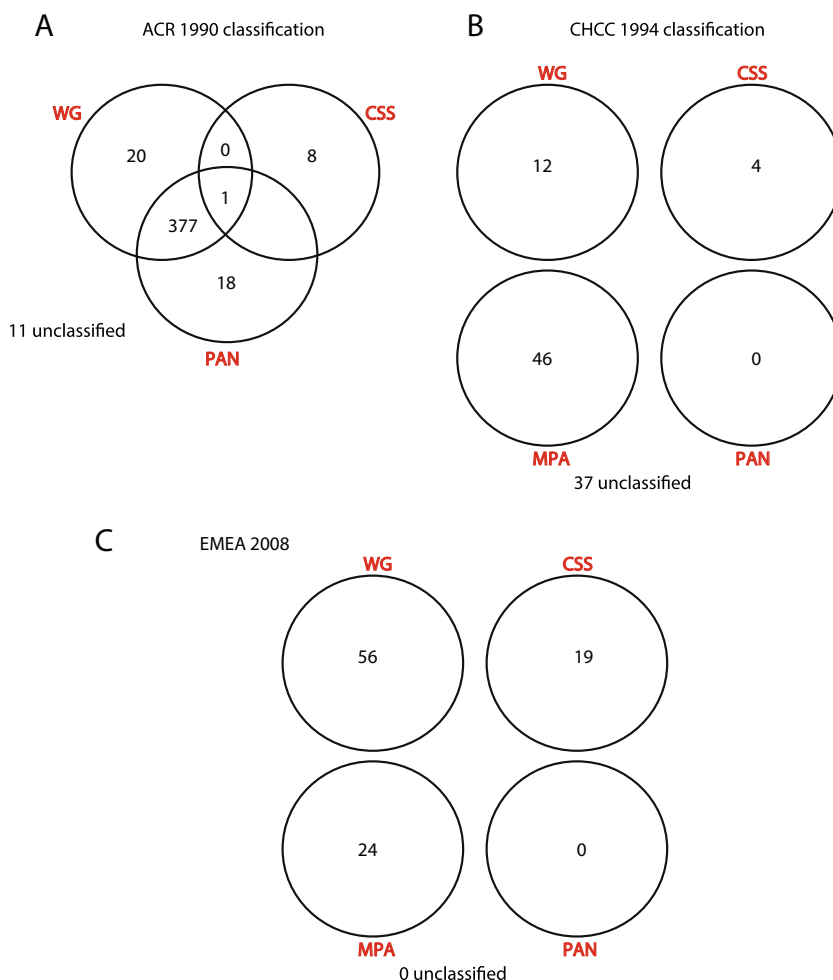 A
ACR 1990 classification
WG
CSS
20
0
8
1
377
18
11 unclassified
PAN
B
CHCC 1994 classification
WG
CSS
12
4
46
0
MPA
PAN
37 unclassified
C
EMEA 2008
WG
CSS
56
19
24
0
MPA
PAN
0 unclassified